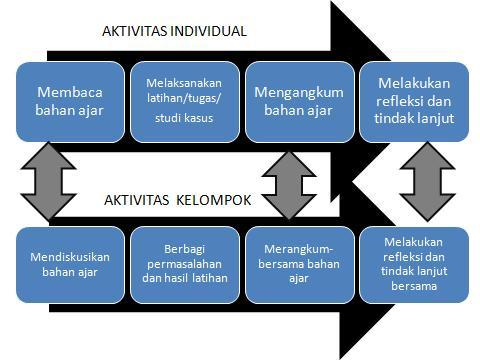 AKTIVITAS INDIVIDUAL
Membaca
bahan ajar
Melaksanakan
latihan/tugas/
studi kasus
Mengangkum
bahan ajar
Melakukan
refleksi dan
tindak lanjut
AKTIVITAS KELOMPOK
Mendiskusikan
bahan ajar
Berbagi
permasalahan
dan hasil latihan
Merangkum-
bersama bahan
ajar
Melakukan
refleksi dan
tindak lanjut
bersama